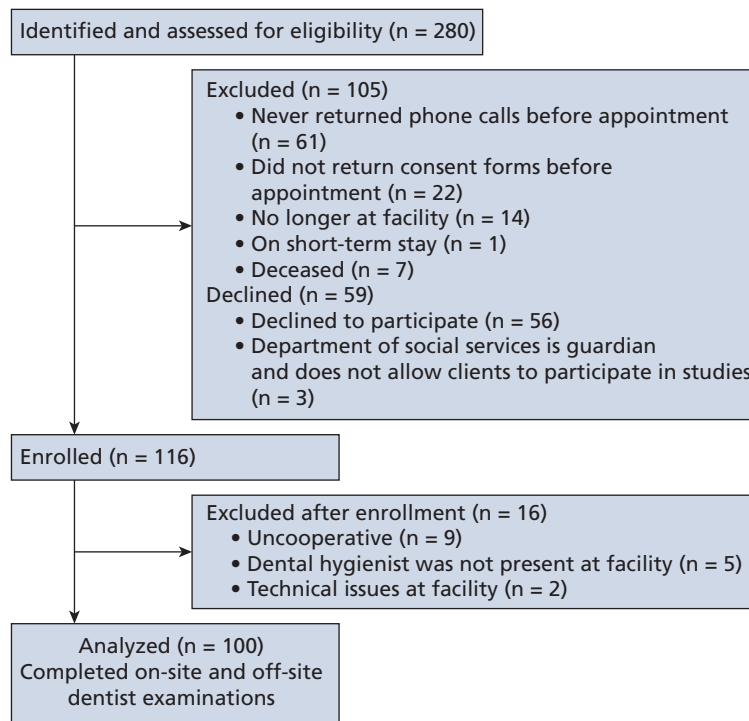 Identified and assessed for eligibility (n = 280)
Excluded (n = 105)
• Never returned phone calls before appointment
(n = 61)
• Did not return consent forms before
appointment (n = 22)
• No longer at facility (n = 14)
• On short-term stay (n = 1)
• Deceased (n = 7)
Declined (n = 59)
• Declined to participate (n = 56)
• Department of social services is guardian
and does not allow clients to participate in studies
(n = 3)
Enrolled (n = 116)
Excluded after enrollment (n = 16)
• Uncooperative (n = 9)
• Dental hygienist was not present at facility (n = 5)
• Technical issues at facility (n = 2)
Analyzed (n = 100)
Completed on-site and off-site
dentist examinations